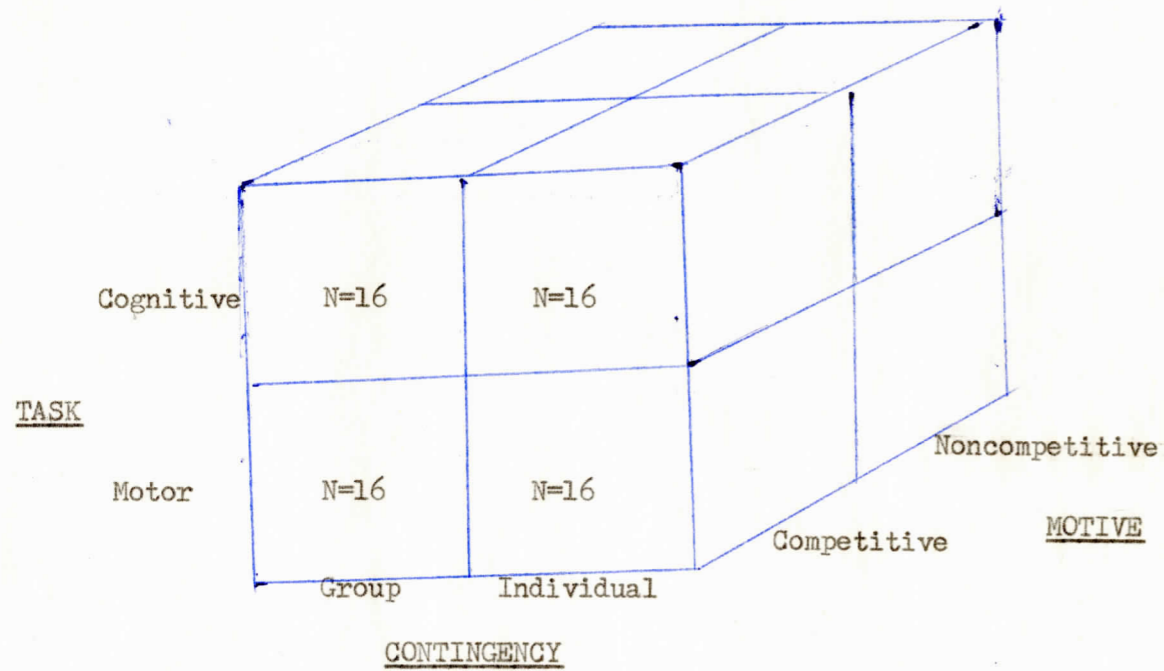 Cognitive N=16 N=16
TASK
Noncompetitive
Motor N=16 N=16
MOTIVE
Competitive
Group Individual
CONTINGENCY